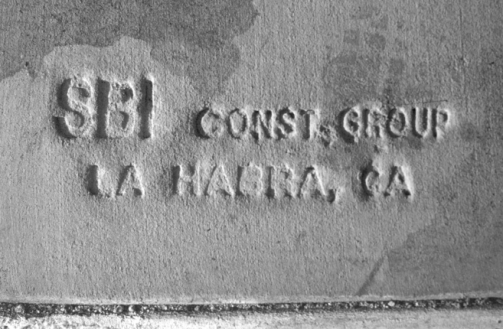 SBI CONST. GROUP
LA HABRA, CA